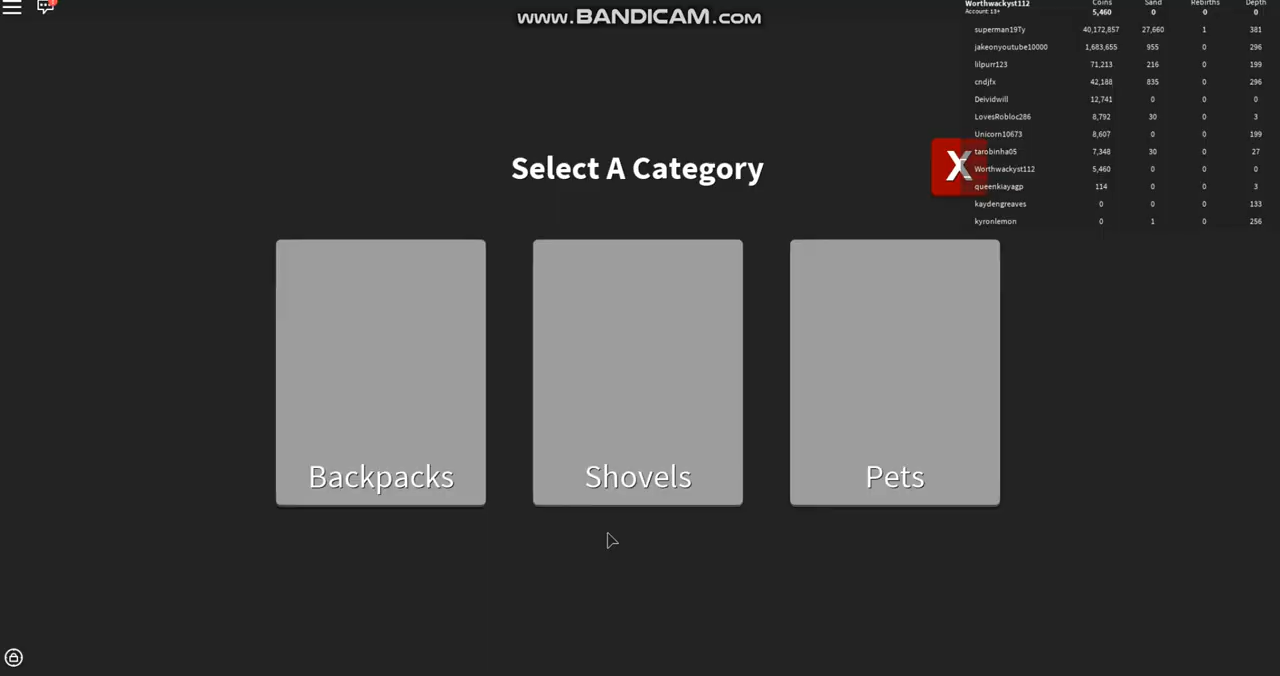 www.BANDICAM.com
Worthwackyst112 Coins Sand Rebirths Depth
Account: 13+ 5,460 0 0 0
superman19Ty 40,172,857 27,660 1 381
jakeonyoutube10000 1,683,655 955 0 296
lilpurr123 71,213 216 0 199
cndjfx 42,188 835 0 296
Deividwill 12,741 0 0 0
LovesRobloc286 8,792 30 0 3
Unicorn10673 8,607 0 0 199
tarobinha05 7,348 30 0 27
Worthwackyst112 5,460 0 0 0
queenkiayagp 114 0 0 3
kaydengreaves 0 0 0 133
kyronlemon 0 1 0 256
Select A Category
X
Backpacks
Shovels
Pets